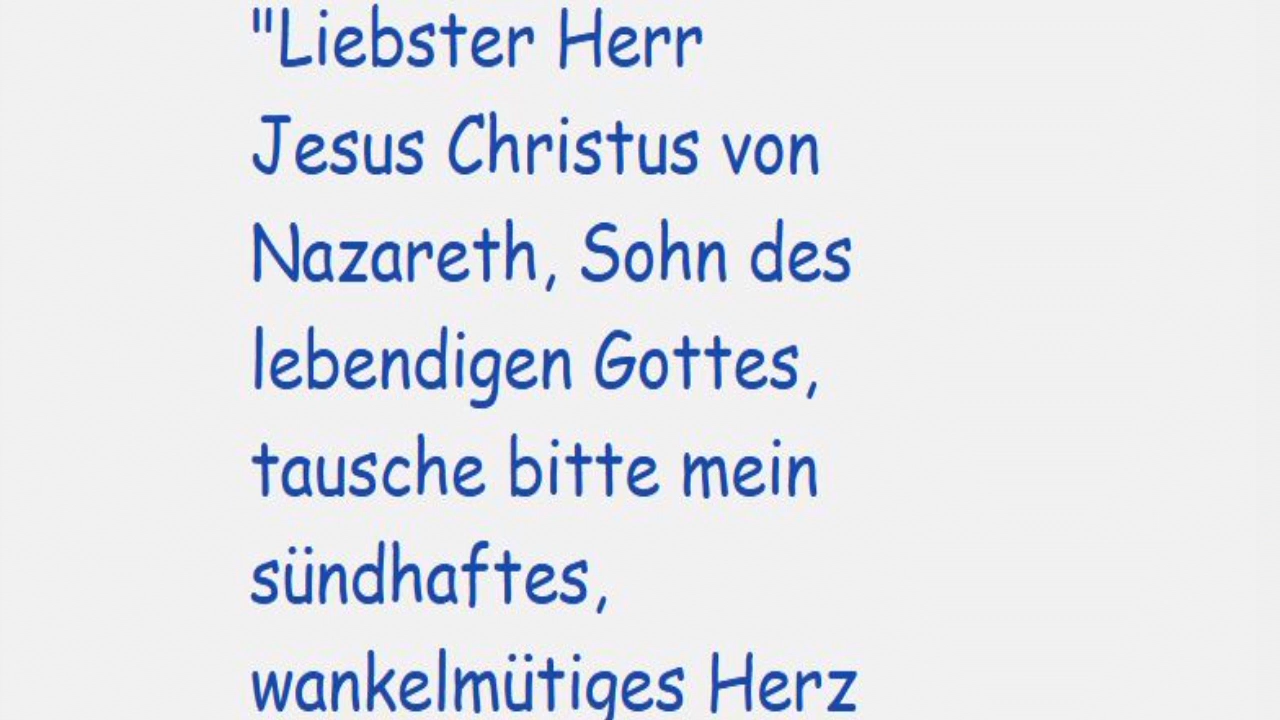 "Liebster Herr
Jesus Christus von
Nazareth, Sohn des
lebendigen Gottes,
tausche bitte mein
sündhaftes,
wankelmütiges Herz